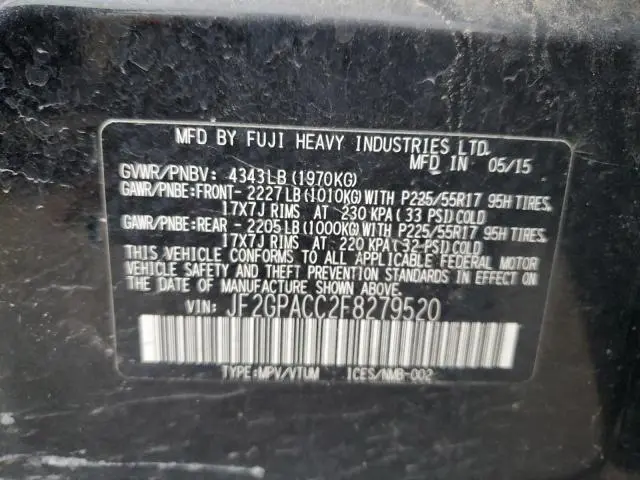 MFD BY FUJI HEAVY INDUSTRIES LTD.
MFD IN 05/15
GVWR/PNBV: 4343LB (1970KG)
GAWR/PNBE:FRONT- 2227LB(1010KG)WITH P225/55R17 95H TIRES,
17X7J RIMS AT 230 KPA( 33 PSI)COLD
GAWR/PNBE:REAR - 2205LB(1000KG)WITH P225/55R17 95H TIRES,
17X7J RIMS AT 220 KPA(32 PSI)COLD
THIS VEHICLE CONFORMS TO ALL APPLICABLE FEDERAL MOTOR
VEHICLE SAFETY AND THEFT PREVENTION STANDARDS IN EFFECT ON
THE DATE OF MANUFACTURE SHOWN ABOVE.
VIN: JF2GPACC2F8279520
TYPE:MPV/VTUM ICES/NMB-002